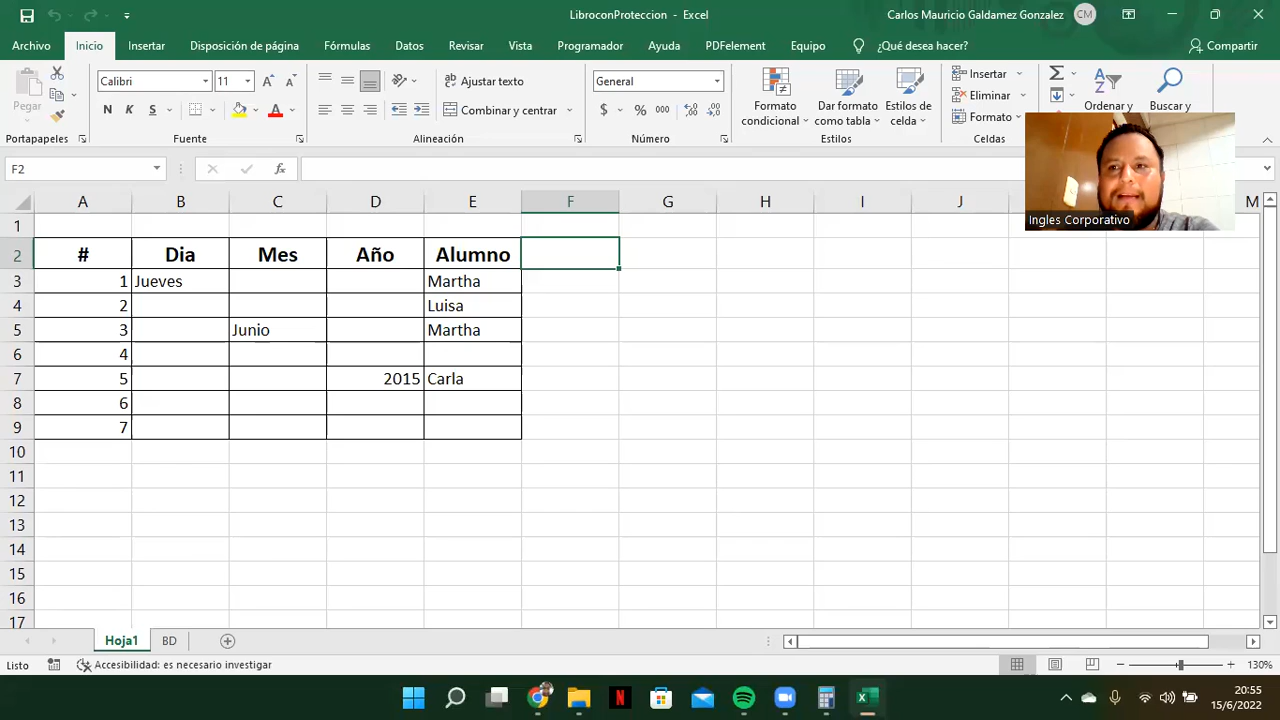 LibroconProteccion - Excel
Carlos Mauricio Galdamez Gonzalez CM
Archivo Inicio Insertar Disposición de página Fórmulas Datos Revisar Vista Programador Ayuda PDFelement Equipo ¿Qué desea hacer? Compartir
Pegar
Calibri 11
N K S
Ajustar texto
Combinar y centrar
General
$ % 000
Formato condicional
Dar formato como tabla
Estilos de celda
Insertar
Eliminar
Formato
Ordenar y
Buscar y
Portapapeles Fuente Alineación Número Estilos Celdas
F2 fx
Ingles Corporativo
A B C D E F G H I J K L M
1
2 # Dia Mes Año Alumno
3 1 Jueves Martha
4 2 Luisa
5 3 Junio Martha
6 4
7 5 2015 Carla
8 6
9 7
10
11
12
13
14
15
16
17
Hoja1 BD
Listo Accesibilidad: es necesario investigar 130%
20:55
15/6/2022